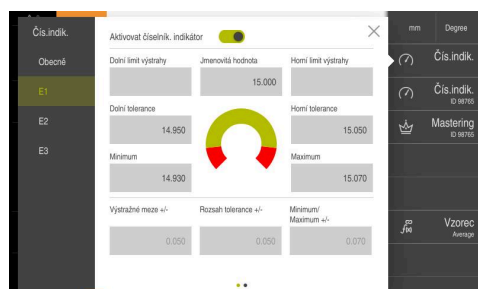 Čís.indik.
Obecné
E1
E2
E3
Aktivovat číselník. indikátor
Dolní limit výstrahy
Jmenovitá hodnota
Horní limit výstrahy
15.000
Dolní tolerance
Horní tolerance
14.950
15.050
Minimum
Maximum
14.930
15.070
Výstražné meze +/-
Rozsah tolerance +/-
Minimum/
Maximum +/-
0.050
0.050
0.070
mm
Degree
Čís.indik.
Čís.indik.
ID 98765
Mastering
ID 98765
f(x)
Vzorec
Average